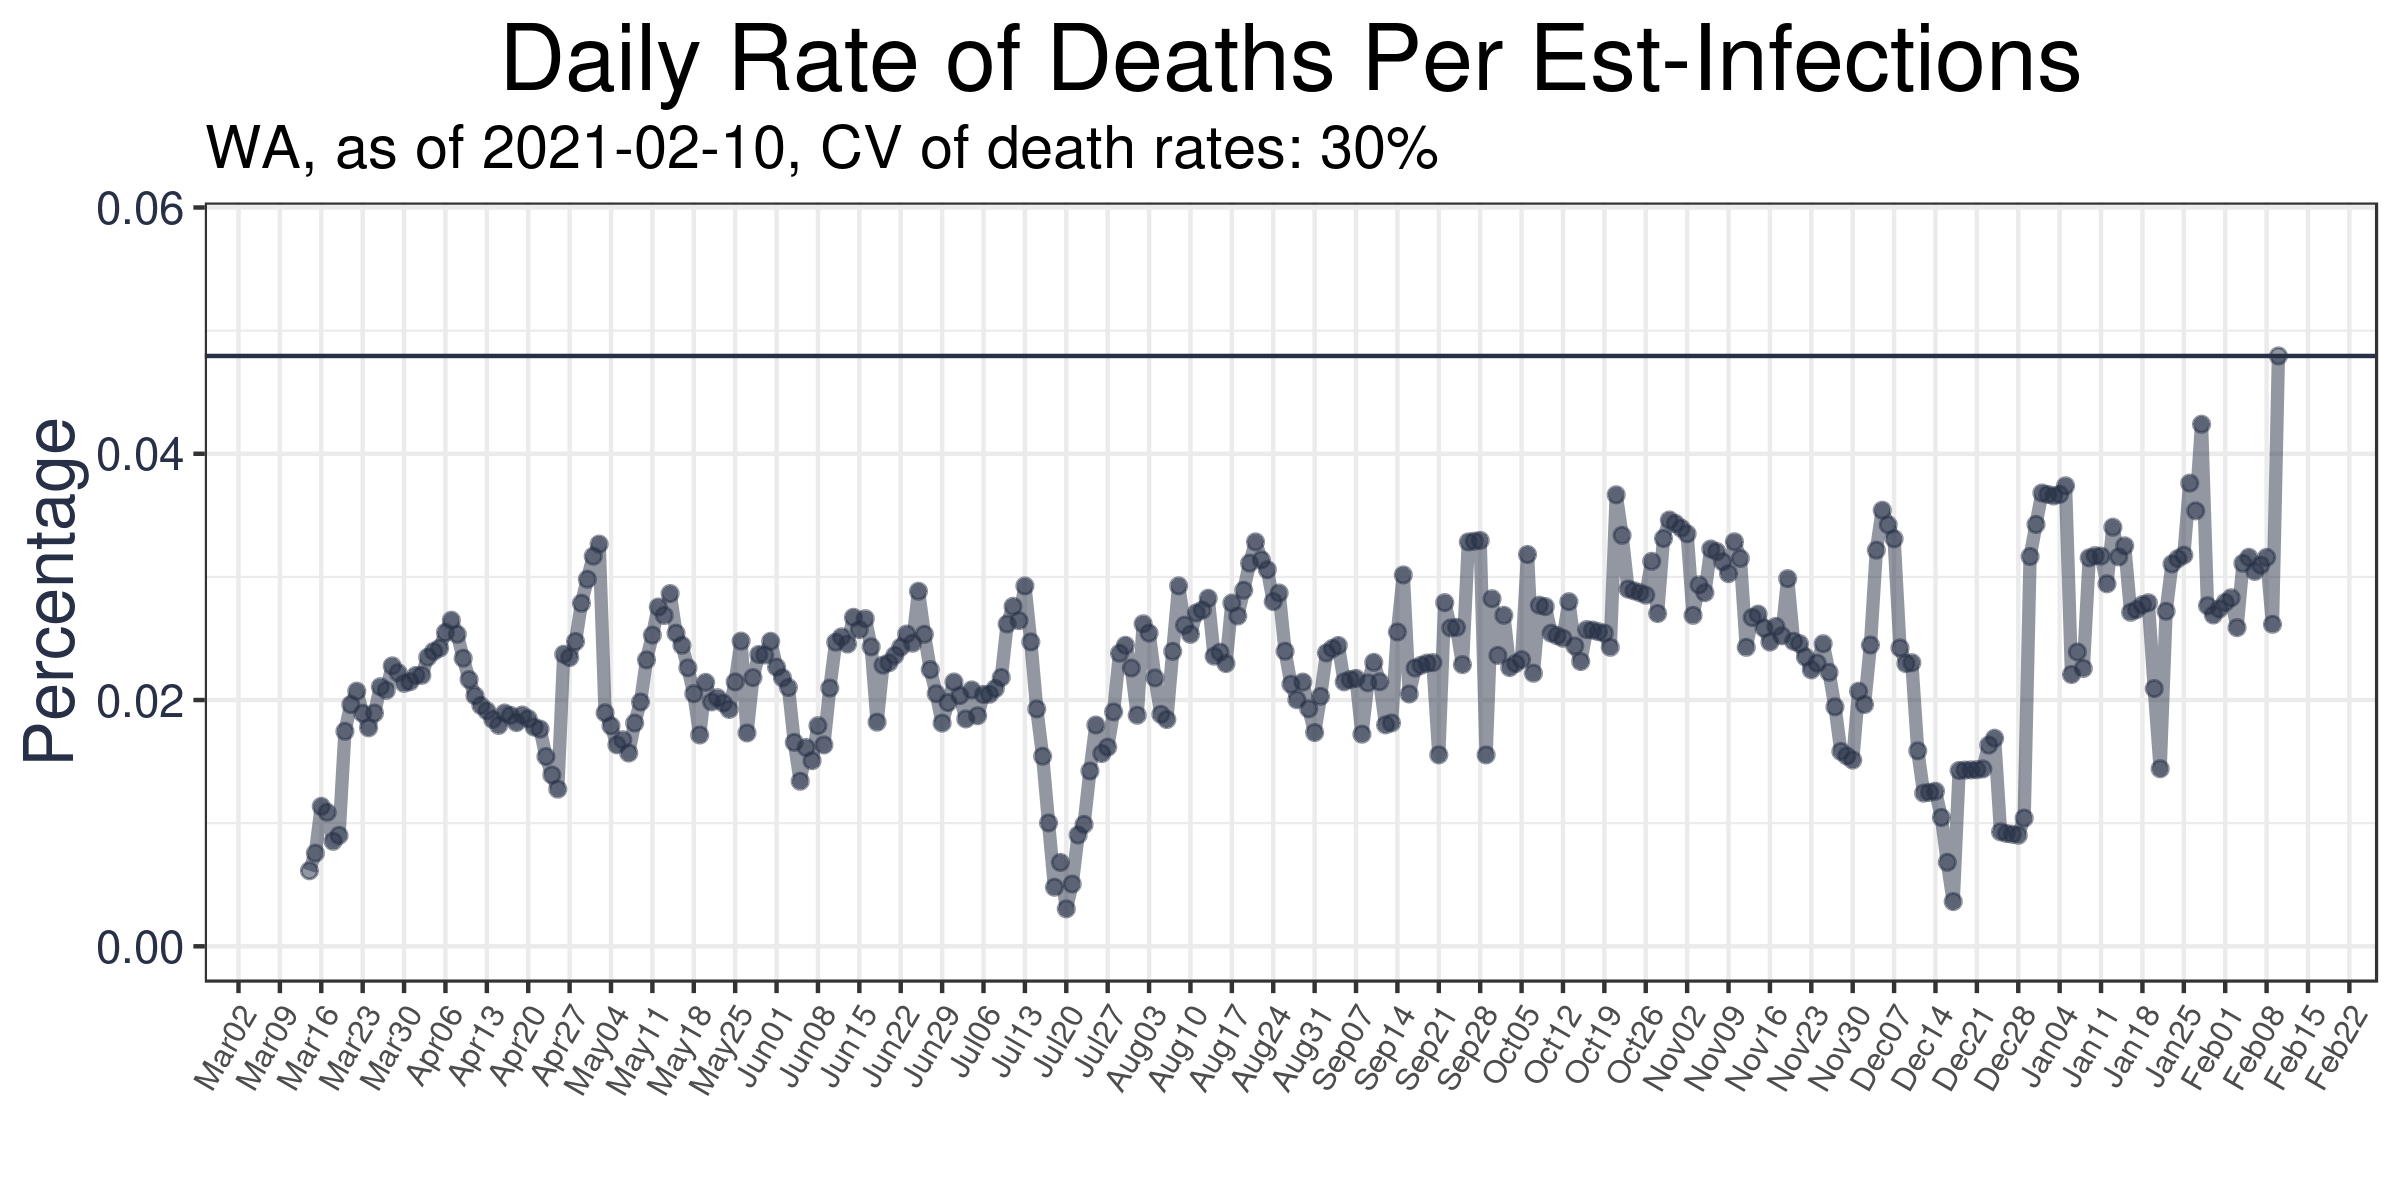 Daily Rate of Deaths Per Est-Infections
WA, as of 2021-02-10, CV of death rates: 30%
Percentage
0.06
0.04
0.02
0.00
Mar02
Mar09
Mar16
Mar23
Mar30
Apr06
Apr13
Apr20
Apr27
May04
May11
May18
May25
Jun01
Jun08
Jun15
Jun22
Jun29
Jul06
Jul13
Jul20
Jul27
Aug03
Aug10
Aug17
Aug24
Aug31
Sep07
Sep14
Sep21
Sep28
Oct05
Oct12
Oct19
Oct26
Nov02
Nov09
Nov16
Nov23
Nov30
Dec07
Dec14
Dec21
Dec28
Jan04
Jan11
Jan18
Jan25
Feb01
Feb08
Feb15
Feb22